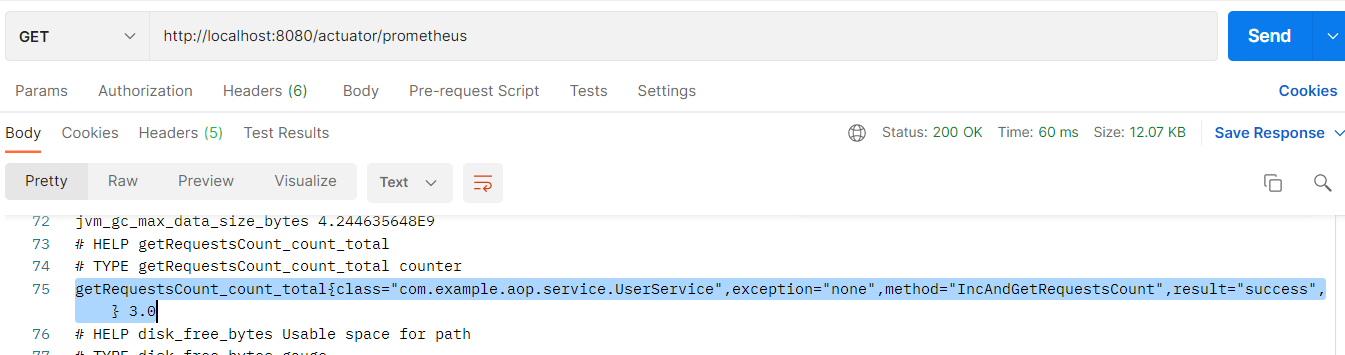 GET http://localhost:8080/actuator/prometheus Send
Params Authorization Headers (6) Body Pre-request Script Tests Settings Cookies
Body Cookies Headers (5) Test Results Status: 200 OK Time: 60 ms Size: 12.07 KB Save Response
Pretty Raw Preview Visualize Text
72 jvm_gc_max_data_size_bytes 4.244635648E9
73 # HELP getRequestsCount_count_total
74 # TYPE getRequestsCount_count_total counter
75 getRequestsCount_count_total{class="com.example.aop.service.UserService",exception="none",method="IncAndGetRequestsCount",result="success",
} 3.0
76 # HELP disk_free_bytes Usable space for path
77 # TYPE disk_free_bytes gauge